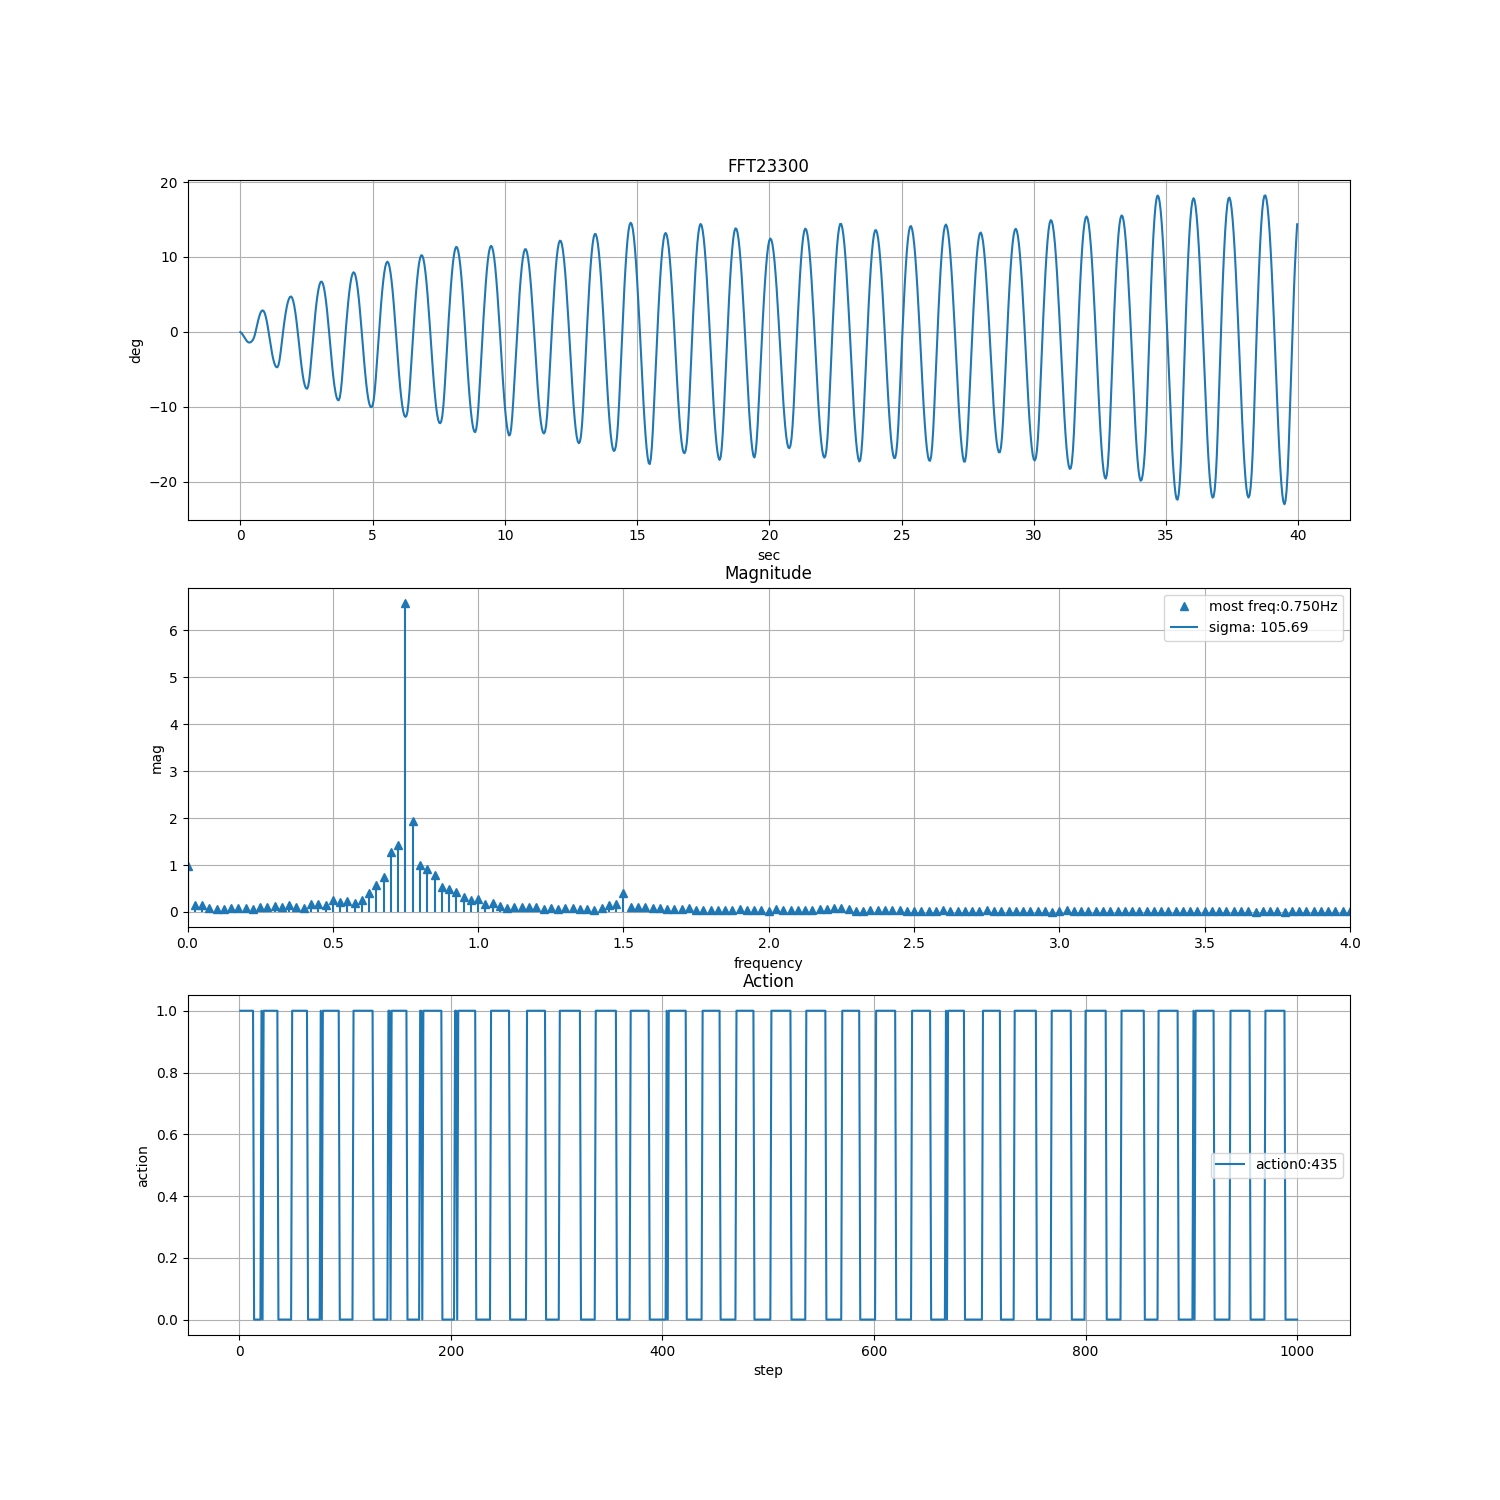 FFT23300
20
10
0
−10
−20
deg
0 5 10 15 20 25 30 35 40
sec
Magnitude
most freq:0.750Hz
sigma: 105.69
6
5
4
3
2
1
0
mag
0.0 0.5 1.0 1.5 2.0 2.5 3.0 3.5 4.0
frequency
Action
1.0
0.8
0.6
0.4
0.2
0.0
action
action0:435
0 200 400 600 800 1000
step